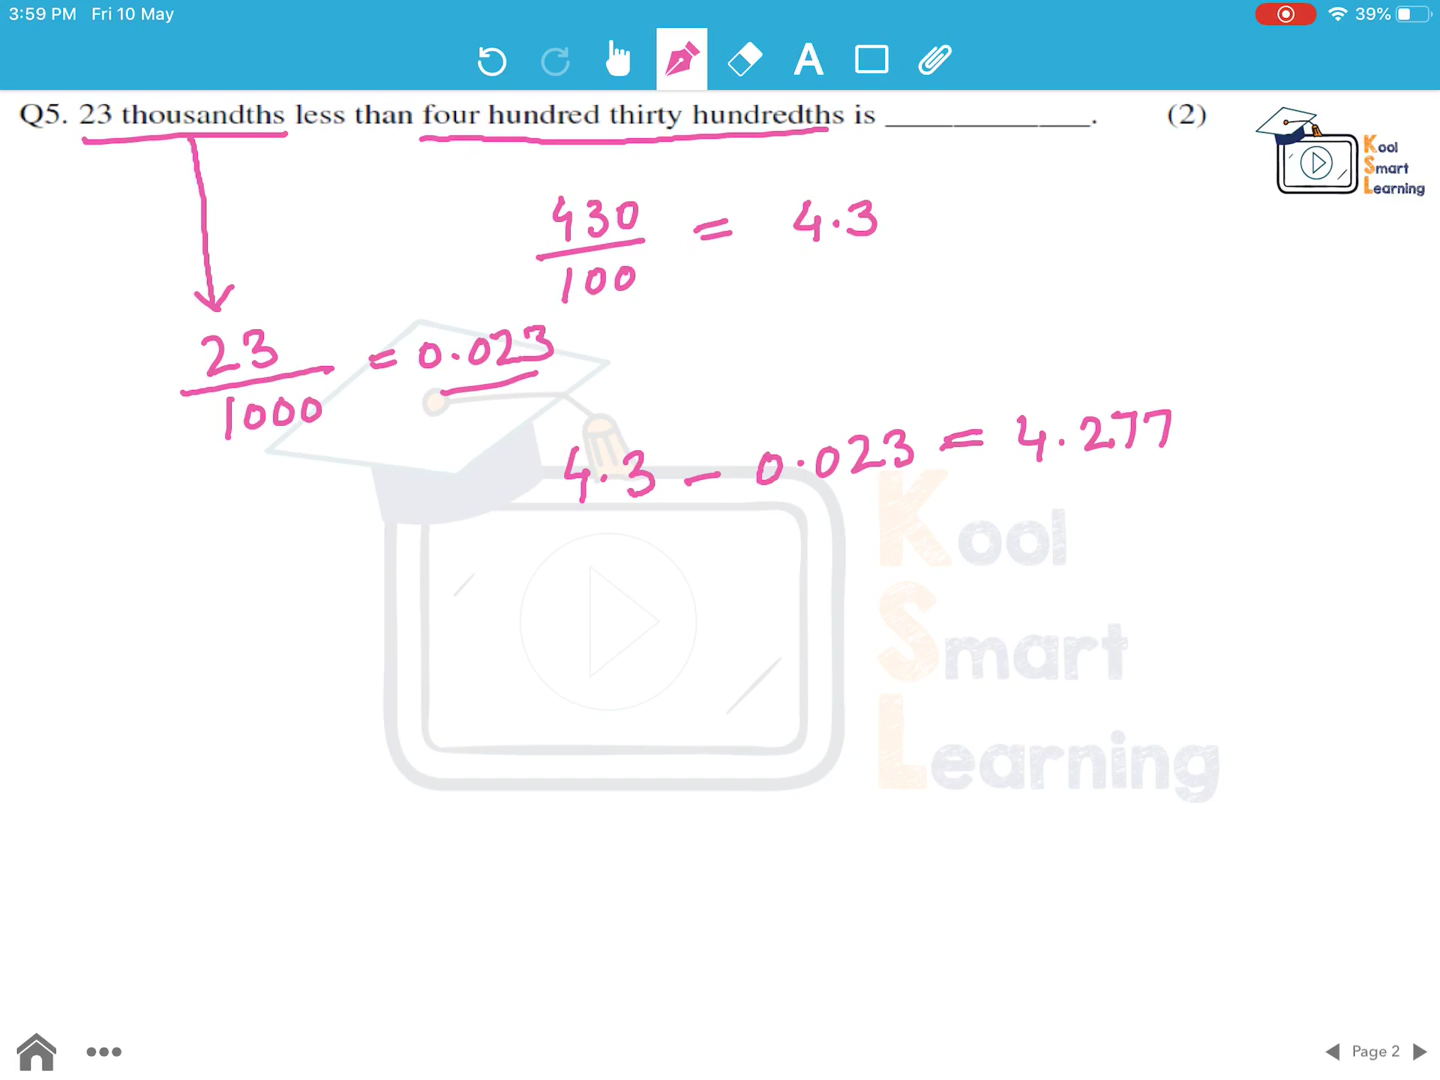 3:59 PM Fri 10 May
39%
A
Q5. 23 thousandths less than four hundred thirty hundredths is ____________. (2)
Kool
Smart
Learning
430
/100 = 4.3
23
/1000 = 0.023
4.3 - 0.023 = 4.277
Kool
Smart
Learning
Page 2